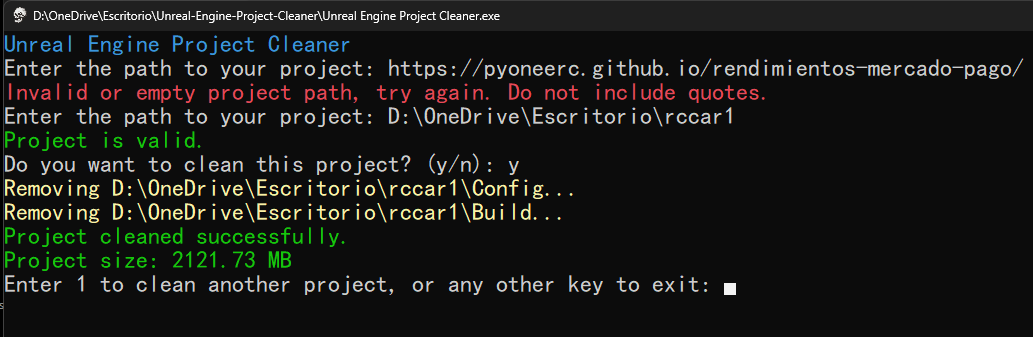 D:\OneDrive\Escritorio\Unreal-Engine-Project-Cleaner\Unreal Engine Project Cleaner.exe
Unreal Engine Project Cleaner
Enter the path to your project: https://pyoneerc.github.io/rendimientos-mercado-pago/
Invalid or empty project path, try again. Do not include quotes.
Enter the path to your project: D:\OneDrive\Escritorio\rccar1
Project is valid.
Do you want to clean this project? (y/n): y
Removing D:\OneDrive\Escritorio\rccar1\Config...
Removing D:\OneDrive\Escritorio\rccar1\Build...
Project cleaned successfully.
Project size: 2121.73 MB
Enter 1 to clean another project, or any other key to exit: